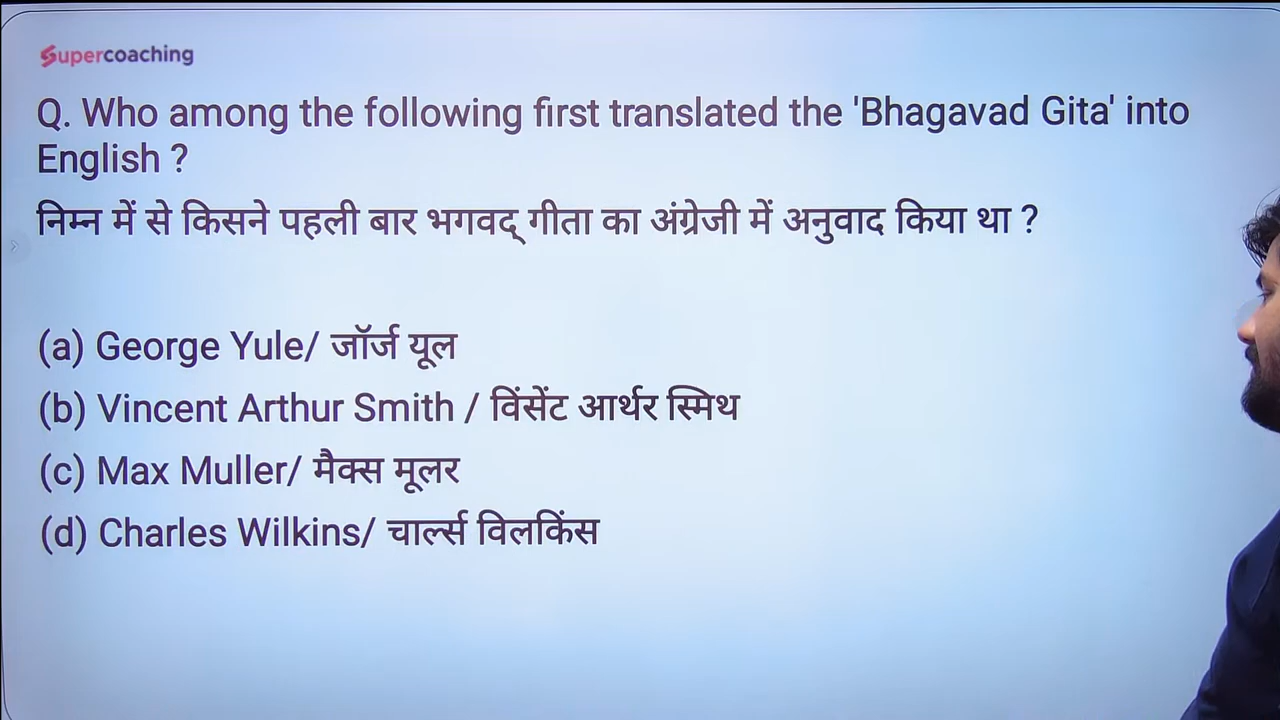 Supercoaching
Q. Who among the following first translated the 'Bhagavad Gita' into
English ?
निम्न में से किसने पहली बार भगवद् गीता का अंग्रेजी में अनुवाद किया था ?
(a) George Yule/ जॉर्ज यूल
(b) Vincent Arthur Smith / विंसेंट आर्थर स्मिथ
(c) Max Muller/ मैक्स मूलर
(d) Charles Wilkins/ चार्ल्स विलकिंस